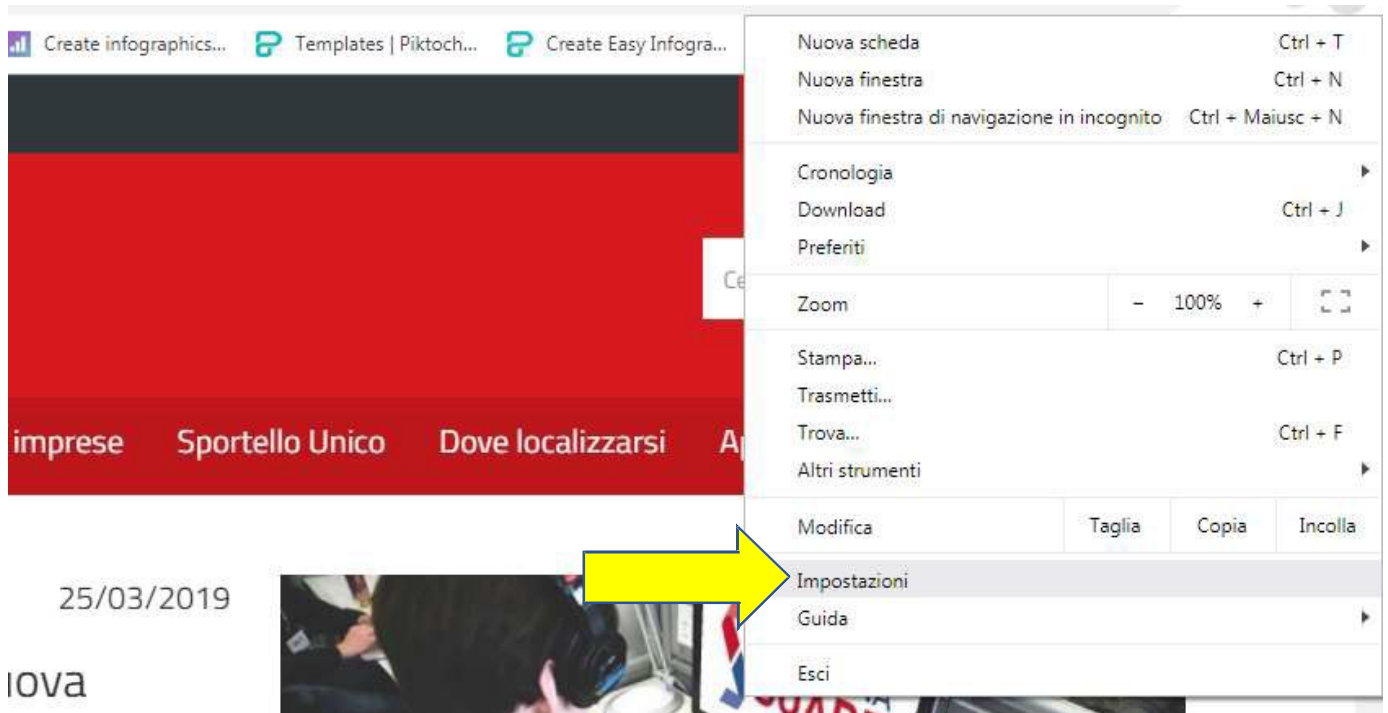 Create infographics...
Templates | Piktoch...
Create Easy Infogra...
imprese
Sportello Unico
Dove localizzarsi
25/03/2019
Nuova scheda Ctrl + T
Nuova finestra Ctrl + N
Nuova finestra di navigazione in incognito Ctrl + Maiusc + N
Cronologia
Download Ctrl + J
Preferiti
Zoom - 100% +
Stampa... Ctrl + P
Trasmetti...
Trova... Ctrl + F
Altri strumenti
Modifica Taglia Copia Incolla
Impostazioni
Guida
Esci